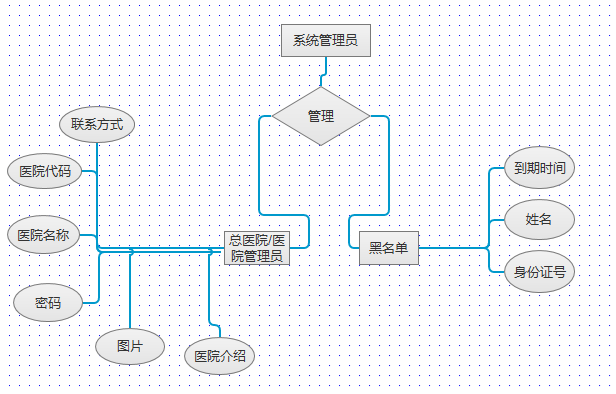 系统管理员
管理
联系方式
医院代码
医院名称
密码
图片
医院介绍
总医院/医
院管理员
黑名单
到期时间
姓名
身份证号